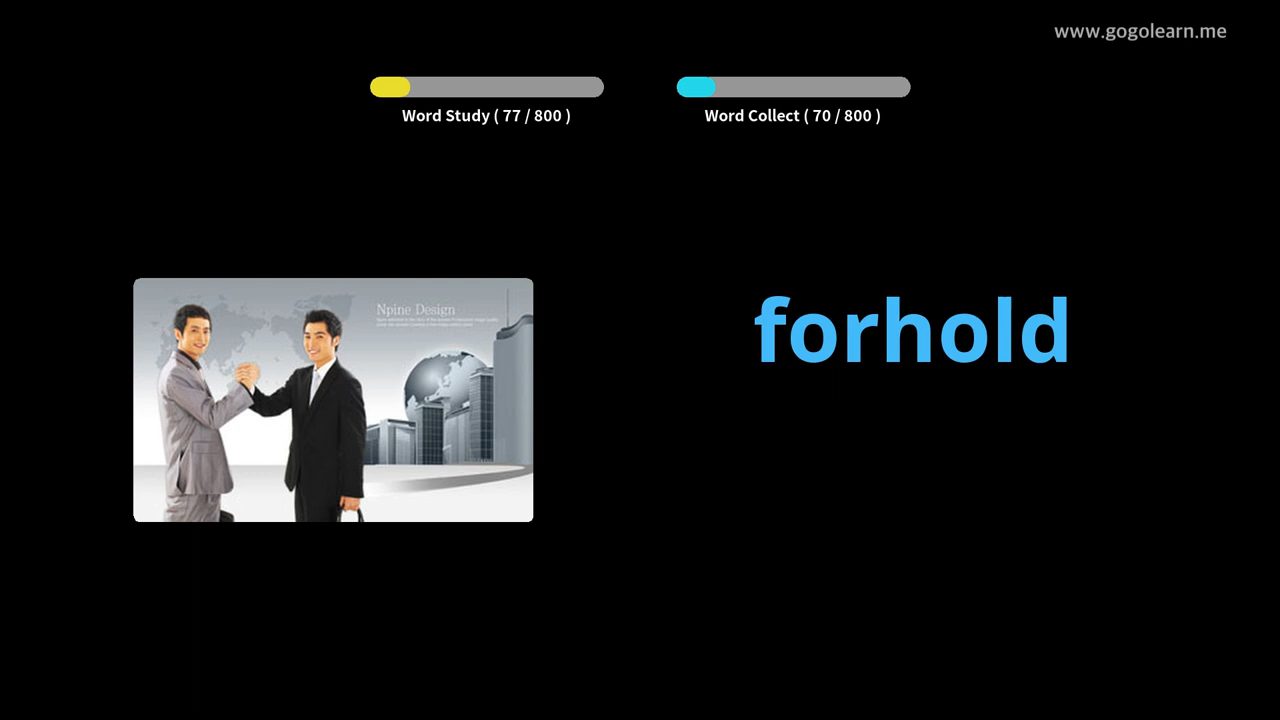 www.gogolearn.me
Word Study ( 77 / 800 )
Word Collect ( 70 / 800 )
Npine Design
forhold